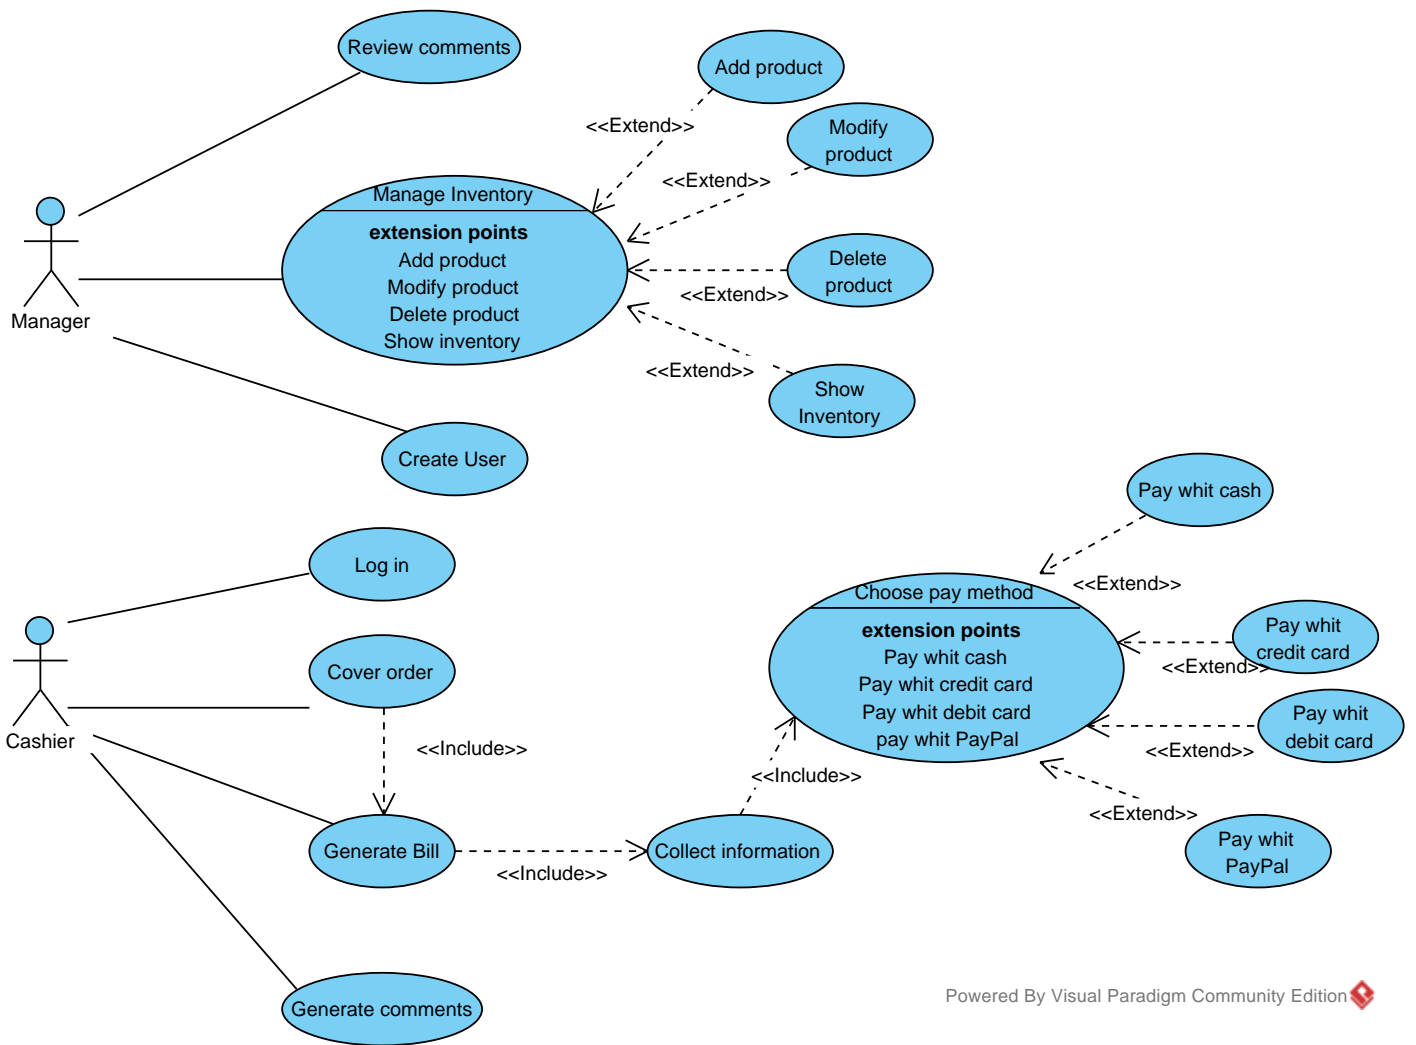 Review comments
Add product
<<Extend>>
Modify
product
<<Extend>>
Manage Inventory
extension points
Add product
Modify product
Delete product
Show inventory
Delete
product
<<Extend>>
Manager
<<Extend>>
Show
Inventory
Create User
Pay whit cash
Log in
<<Extend>>
Choose pay method
extension points
Pay whit cash
Pay whit credit card
Pay whit debit card
pay whit PayPal
Pay whit
credit card
<<Extend>>
Cover order
Pay whit
debit card
<<Extend>>
Cashier
<<Include>>
<<Include>>
<<Extend>>
Generate Bill
<<Include>>
Collect information
Pay whit
PayPal
Generate comments
Powered By Visual Paradigm Community Edition